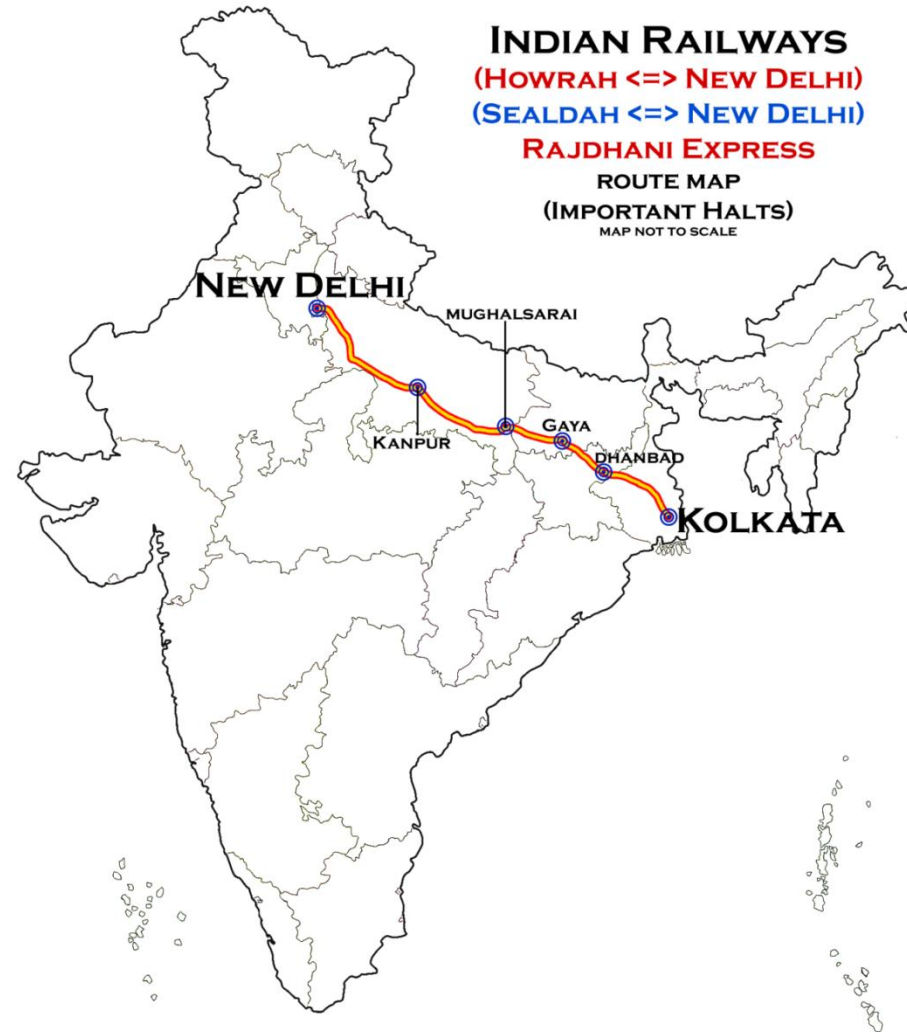 INDIAN RAILWAYS
(HOWRAH <=> NEW DELHI)
(SEALDAH <=> NEW DELHI)
RAJDHANI EXPRESS
ROUTE MAP
(IMPORTANT HALTS)
MAP NOT TO SCALE
NEW DELHI
MUGHALSARAI
KANPUR
GAYA
DHANBAD
KOLKATA